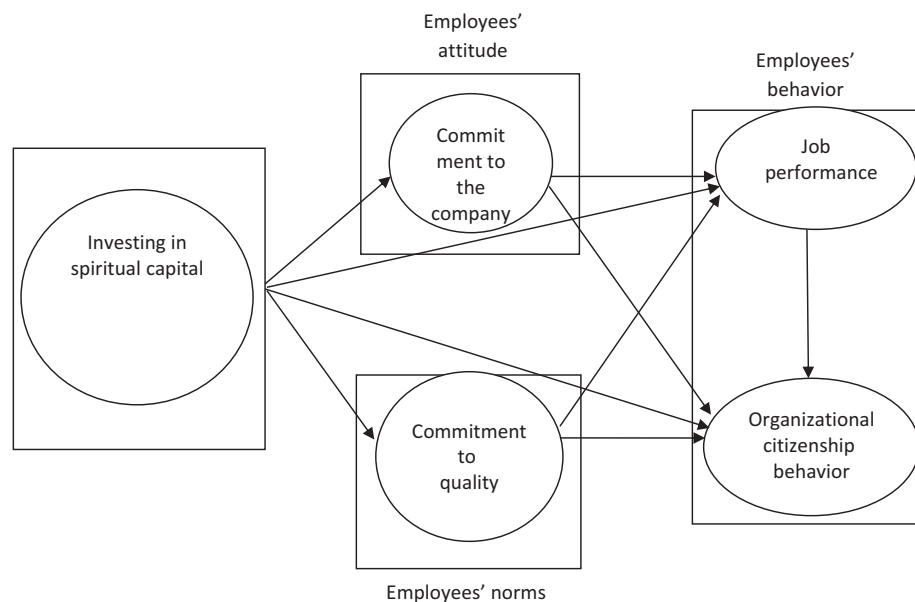 Employees’
attitude
Employees’
behavior
Commit
ment to
the
company
Job
performance
Investing in
spiritual capital
Commitment
to
quality
Organizational
citizenship
behavior
Employees’ norms